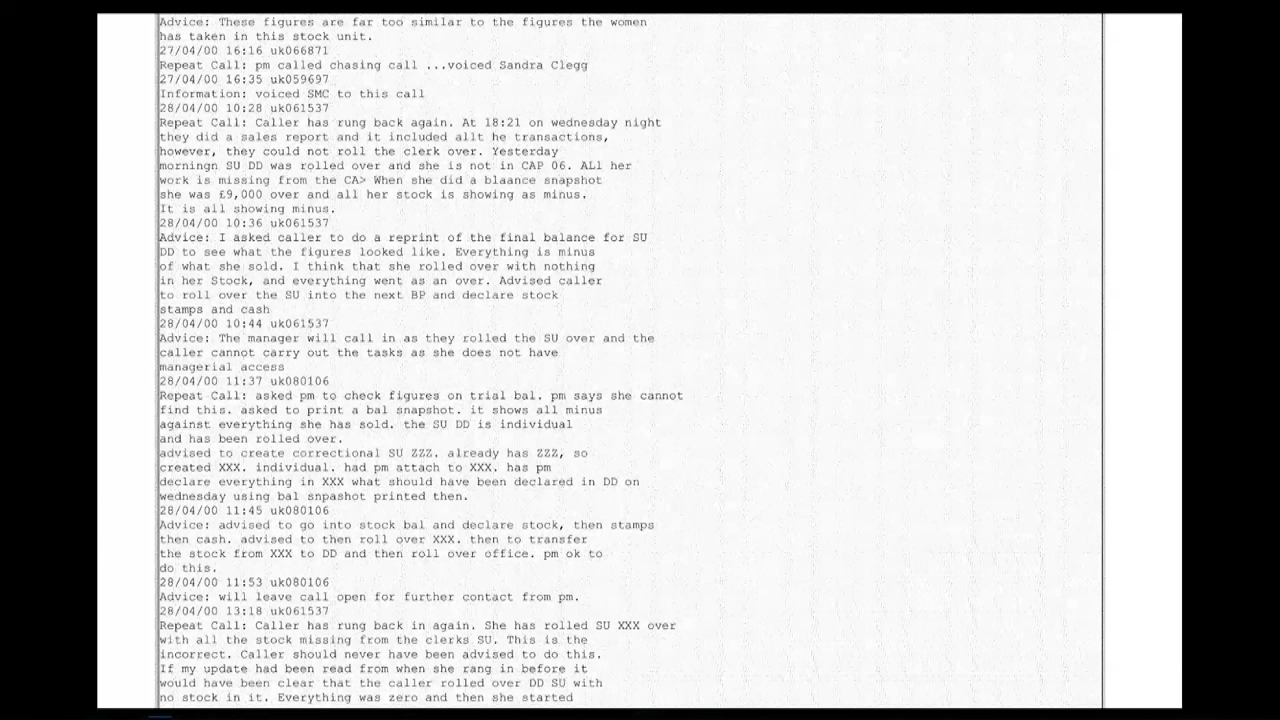 Advice: These figures are far too similar to the figures the women
has taken in this stock unit.
27/04/00 16:16 uk066871
Repeat Call: pm called chasing call ...voiced Sandra Clegg
27/04/00 16:35 uk059697
Information: voiced SMC to this call
28/04/00 10:28 uk061537
Repeat Call: Caller has rung back again. At 18:21 on wednesday night
they did a sales report and it included allt he transactions,
however, they could not roll the clerk over. Yesterday
morningn SU DD was rolled over and she is not in CAP 06. ALl her
work is missing from the CA> When she did a blaance snapshot
she was £9,000 over and all her stock is showing as minus.
It is all showing minus.
28/04/00 10:36 uk061537
Advice: I asked caller to do a reprint of the final balance for SU
DD to see what the figures looked like. Everything is minus
of what she sold. I think that she rolled over with nothing
in her Stock, and everything went as an over. Advised caller
to roll over the SU into the next BP and declare stock
stamps and cash
28/04/00 10:44 uk061537
Advice: The manager will call in as they rolled the SU over and the
caller cannot carry out the tasks as she does not have
managerial access
28/04/00 11:37 uk080106
Repeat Call: asked pm to check figures on trial bal. pm says she cannot
find this. asked to print a bal snapshot. it shows all minus
against everything she has sold. the SU DD is individual
and has been rolled over.
advised to create correctional SU ZZZ. already has ZZZ, so
created XXX. individual. had pm attach to XXX. has pm
declare everything in XXX what should have been declared in DD on
wednesday using bal snpashot printed then.
28/04/00 11:45 uk080106
Advice: advised to go into stock bal and declare stock, then stamps
then cash. advised to then roll over XXX. then to transfer
the stock from XXX to DD and then roll over office. pm ok to
do this.
28/04/00 11:53 uk080106
Advice: will leave call open for further contact from pm.
28/04/00 13:18 uk061537
Repeat Call: Caller has rung back in again. She has rolled SU XXX over
with all the stock missing from the clerks SU. This is the
incorrect. Caller should never have been advised to do this.
If my update had been read from when she rang in before it
would have been clear that the caller rolled over DD SU with
no stock in it. Everything was zero and then she started